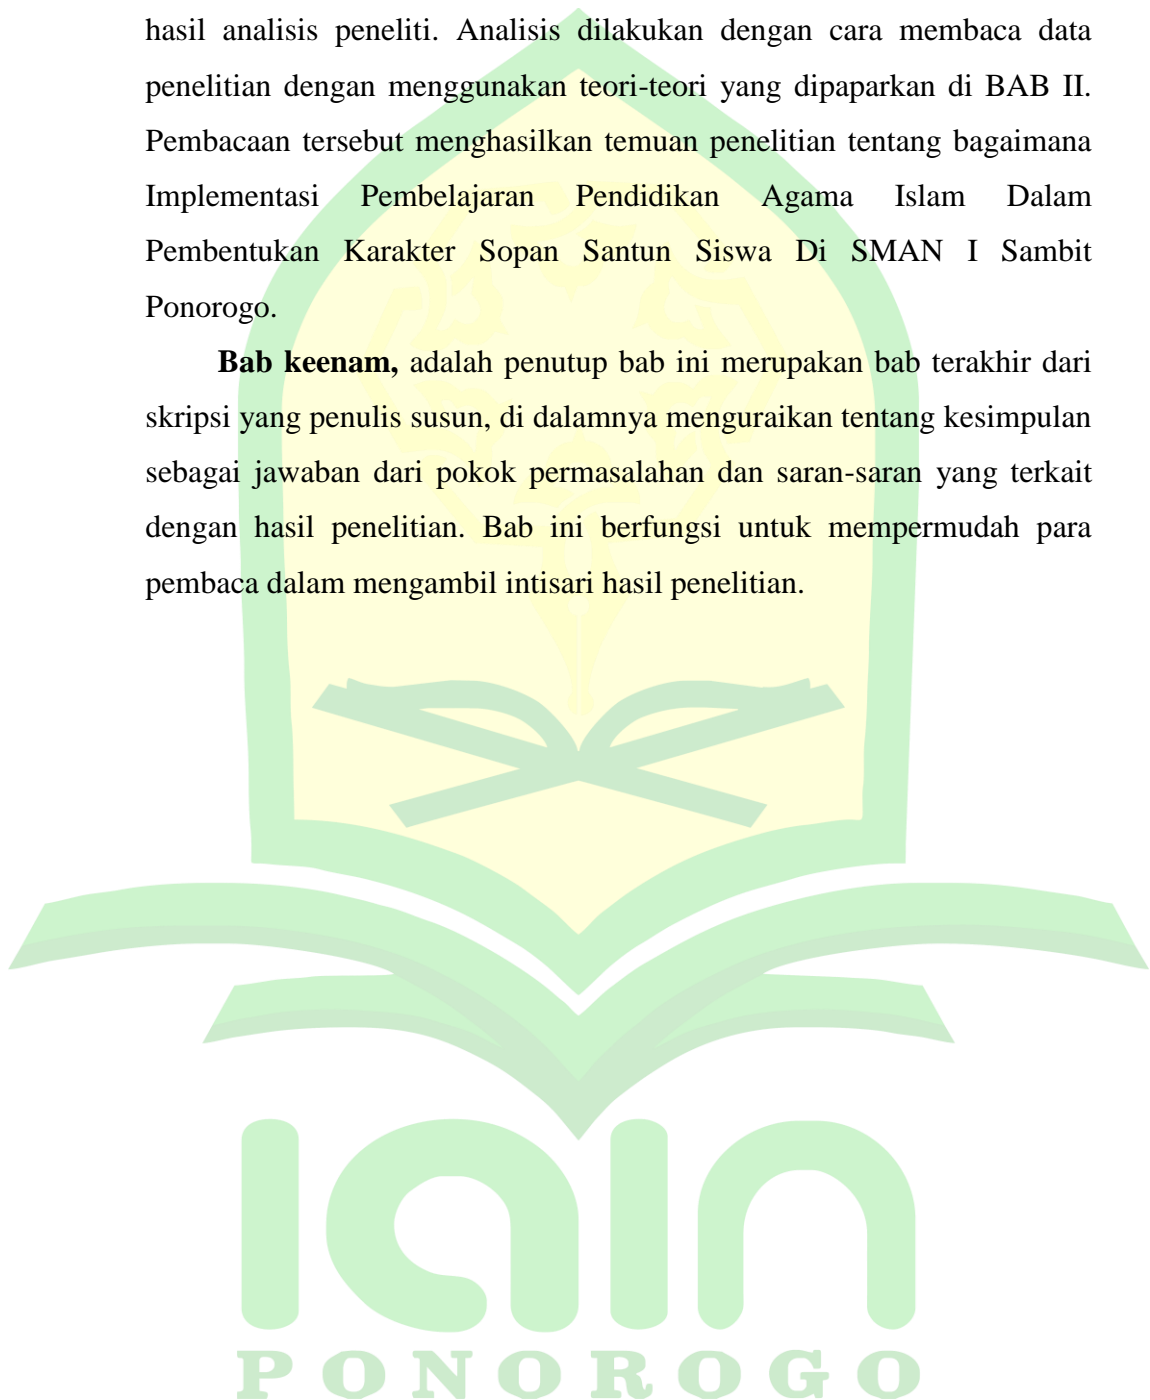 hasil analisis peneliti. Analisis dilakukan dengan cara membaca data
penelitian dengan menggunakan teori-teori yang dipaparkan di BAB II.
Pembacaan tersebut menghasilkan temuan penelitian tentang bagaimana
Implementasi Pembelajaran Pendidikan Agama Islam Dalam
Pembentukan Karakter Sopan Santun Siswa Di SMAN I Sambit
Ponorogo.
Bab keenam, adalah penutup bab ini merupakan bab terakhir dari
skripsi yang penulis susun, di dalamnya menguraikan tentang kesimpulan
sebagai jawaban dari pokok permasalahan dan saran-saran yang terkait
dengan hasil penelitian. Bab ini berfungsi untuk mempermudah para
pembaca dalam mengambil intisari hasil penelitian.
iain
PONOROGO